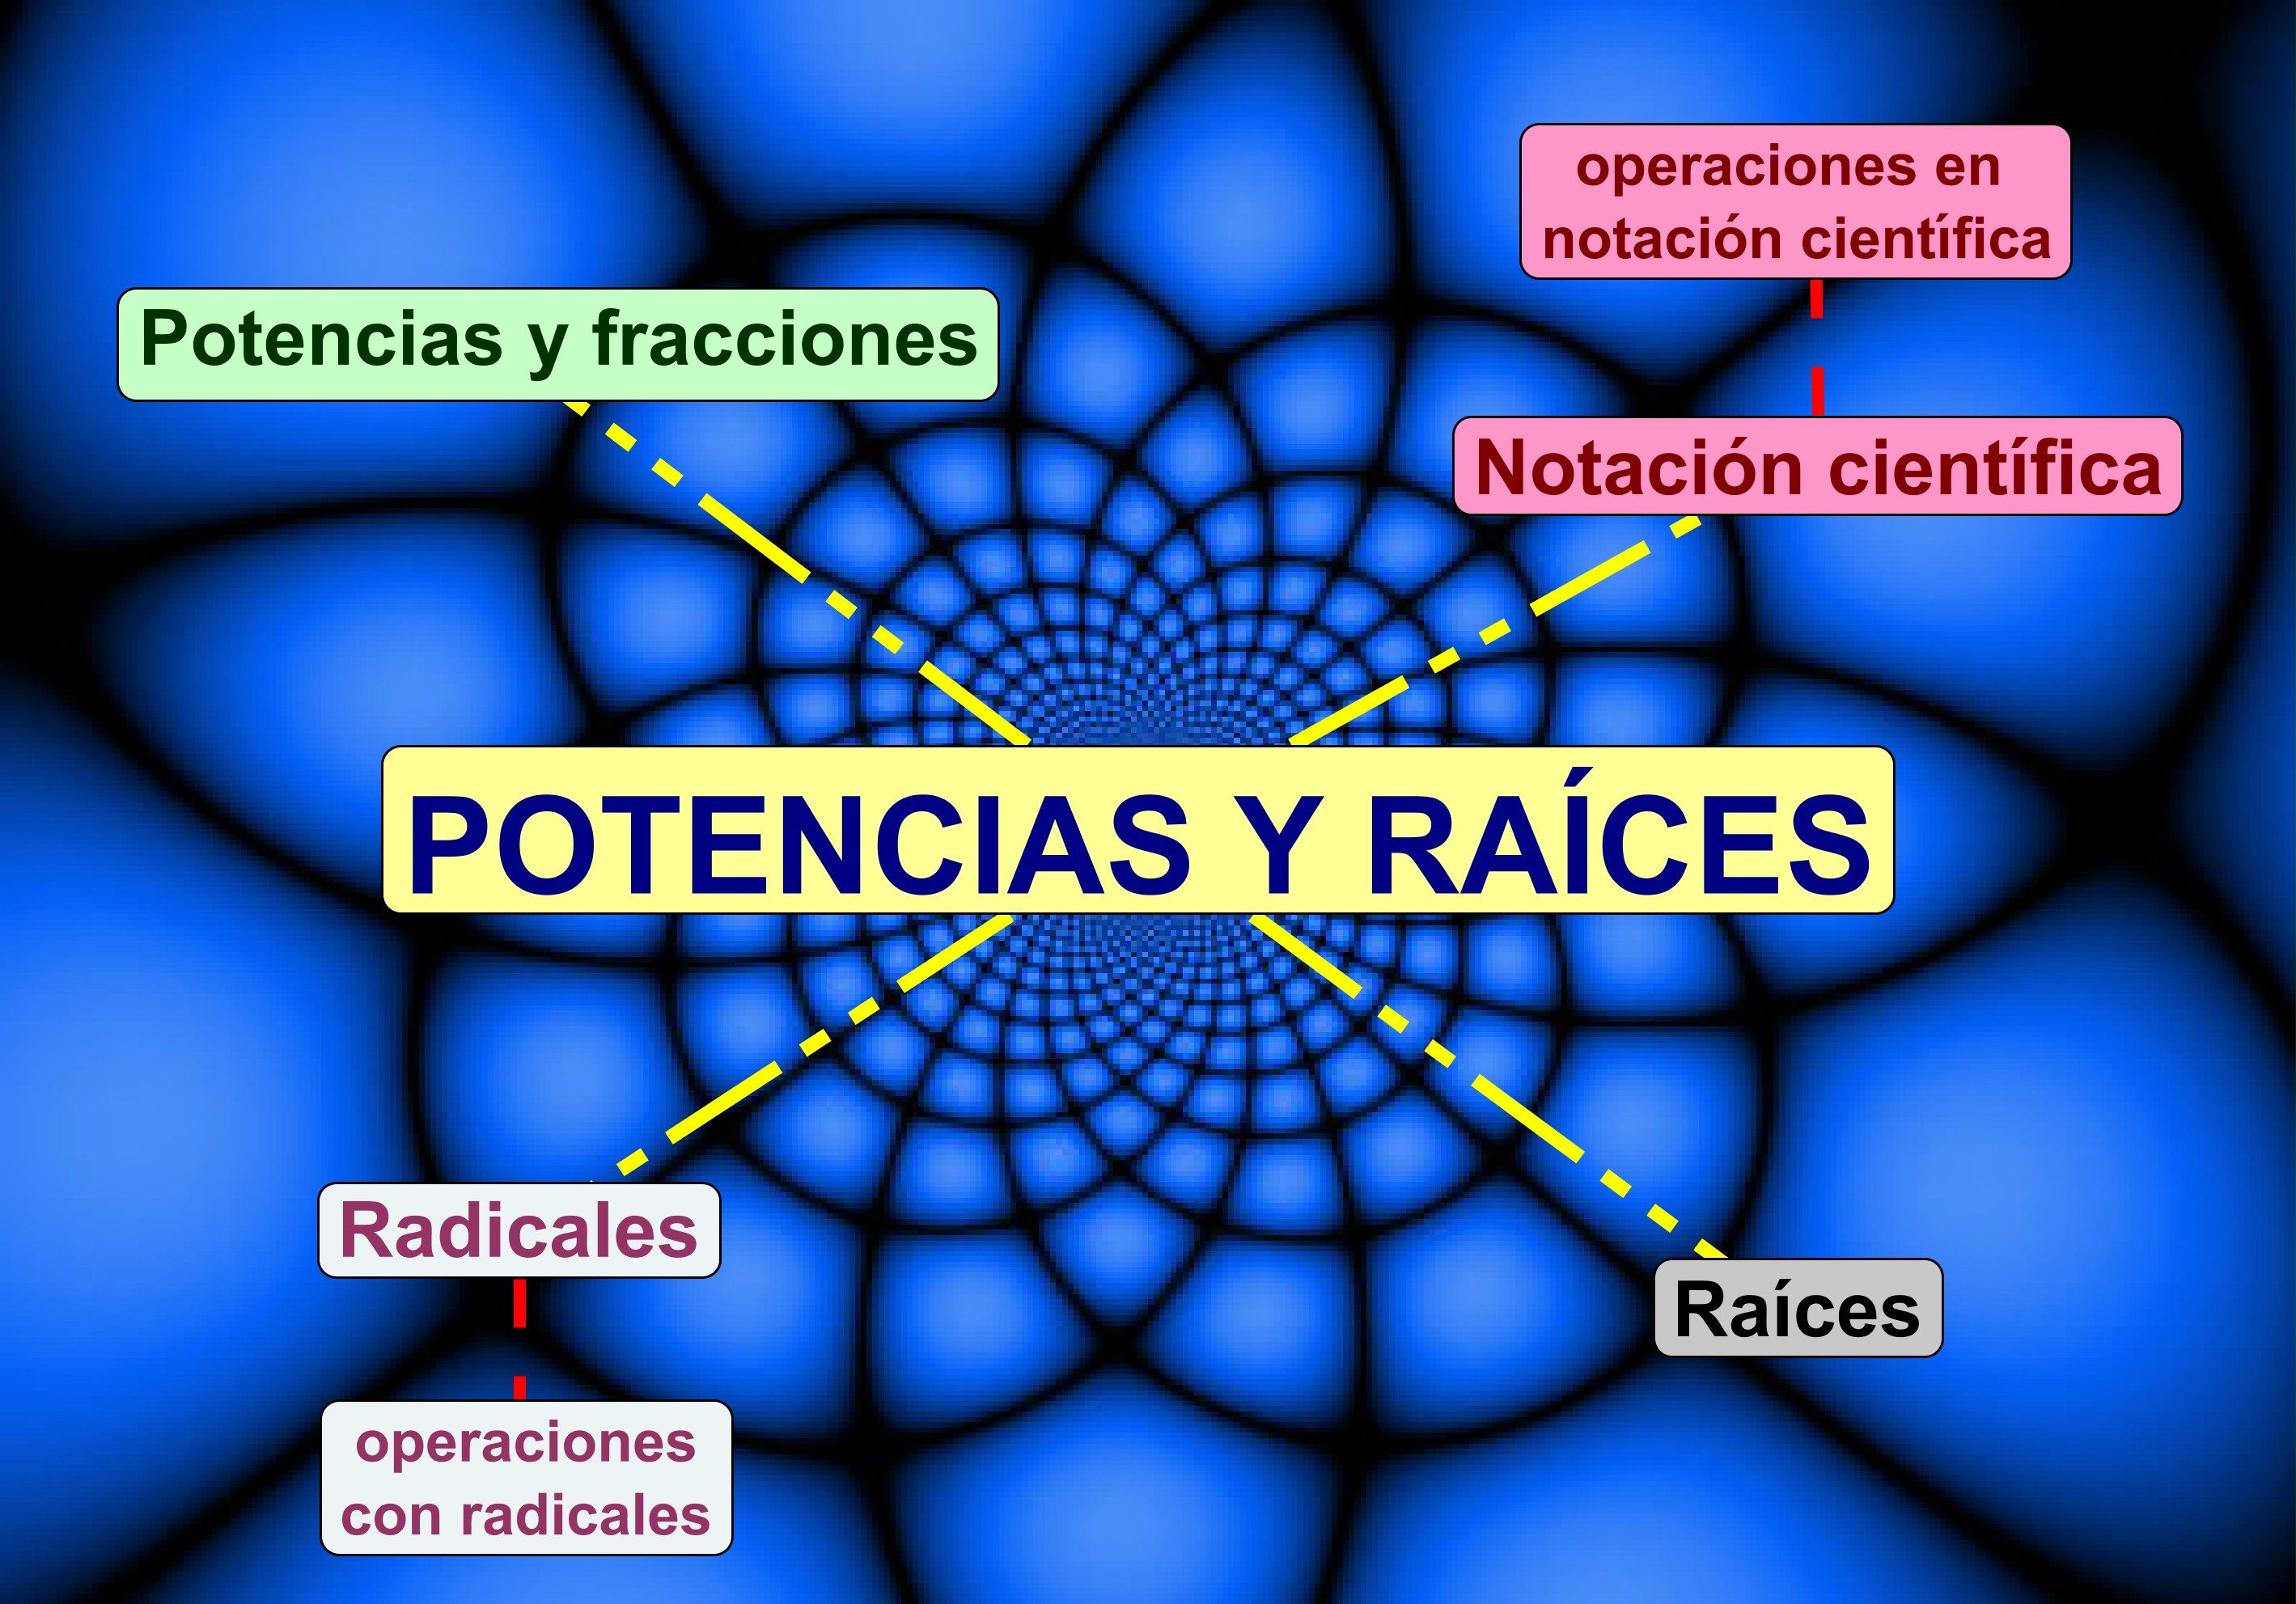 operaciones en
notación científica
Potencias y fracciones
Notación científica
POTENCIAS Y RAÍCES
Radicales
Raíces
operaciones
con radicales